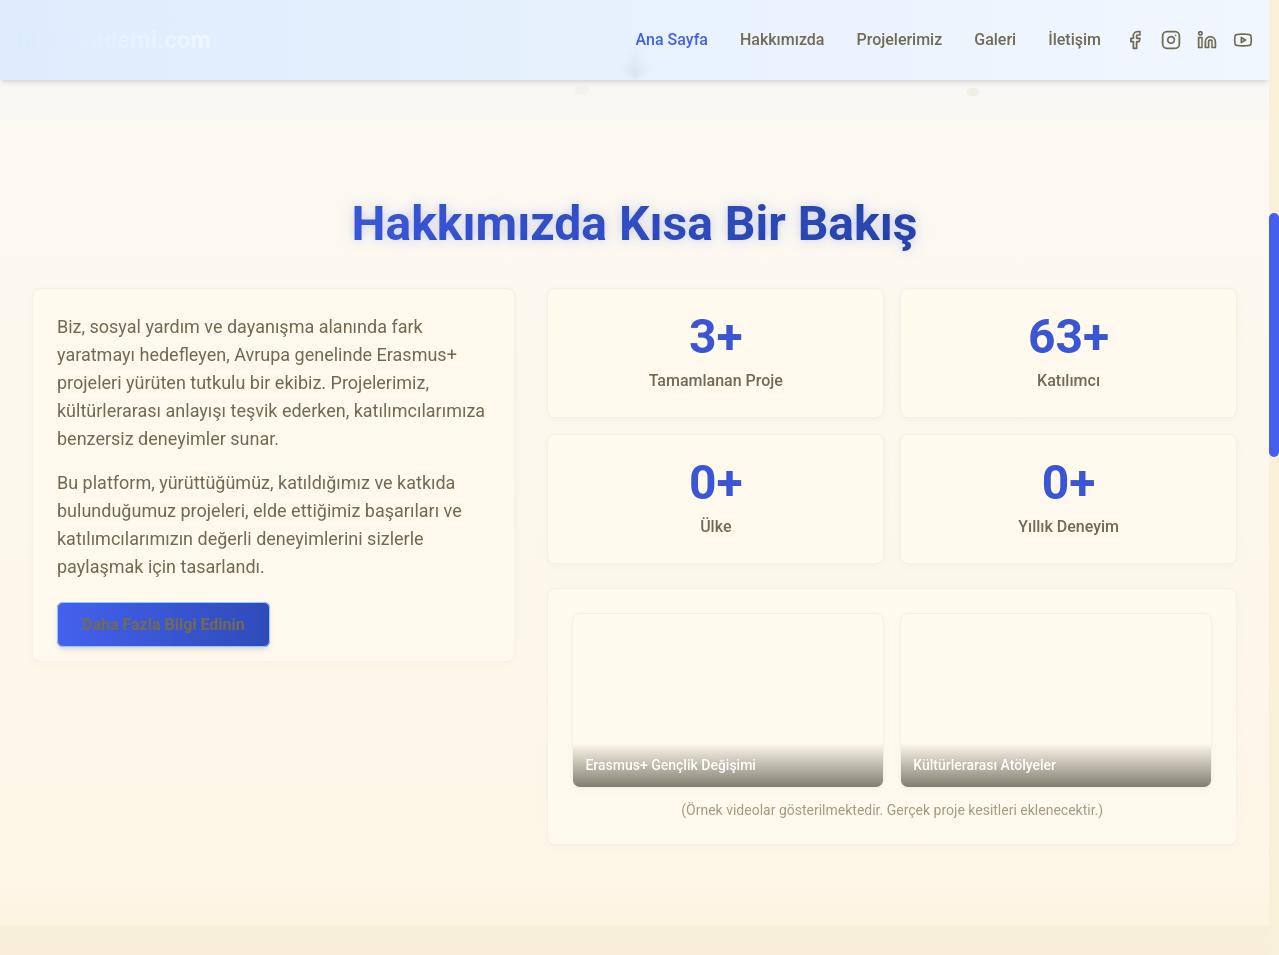 demi.com
Ana Sayfa
Hakkımızda
Projelerimiz
Galeri
İletişim
Hakkımızda Kısa Bir Bakış
Biz, sosyal yardım ve dayanışma alanında fark
yaratmayı hedefleyen, Avrupa genelinde Erasmus+
projeleri yürüten tutkulu bir ekibiz. Projelerimiz,
kültürlerarası anlayışı teşvik ederken, katılımcılarımıza
benzersiz deneyimler sunar.
Bu platform, yürüttüğümüz, katıldığımız ve katkıda
bulunduğumuz projeleri, elde ettiğimiz başarıları ve
katılımcılarımızın değerli deneyimlerini sizlerle
paylaşmak için tasarlandı.
Daha Fazla Bilgi Edinin
3+
Tamamlanan Proje
63+
Katılımcı
0+
Ülke
0+
Yıllık Deneyim
Erasmus+ Gençlik Değişimi
Kültürlerarası Atölyeler
(Örnek videolar gösterilmektedir. Gerçek proje kesitleri eklenecektir.)